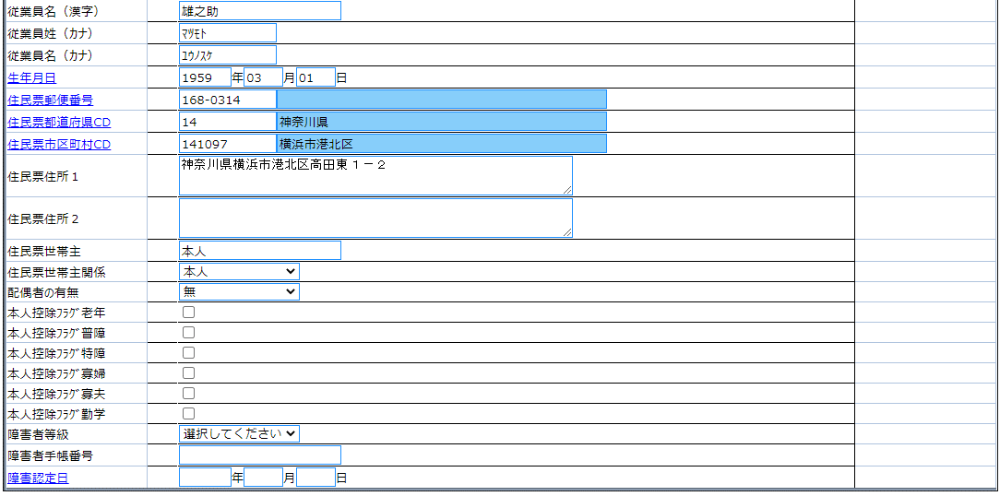 従業員名（漢字） 雄之助
従業員姓（カナ） ﾏﾂﾓﾄ
従業員名（カナ） ﾕｳﾉｽｹ
生年月日 1959 年 03 月 01 日
住民票郵便番号 168-0314
住民票都道府県CD 14 神奈川県
住民票市区町村CD 141097 横浜市港北区
住民票住所１ 神奈川県横浜市港北区高田東１－２
住民票住所２
住民票世帯主 本人
住民票世帯主関係 本人
配偶者の有無 無
本人控除ﾌﾗｸﾞ老年
本人控除ﾌﾗｸﾞ普障
本人控除ﾌﾗｸﾞ特障
本人控除ﾌﾗｸﾞ寡婦
本人控除ﾌﾗｸﾞ寡夫
本人控除ﾌﾗｸﾞ勤学
障害者等級 選択してください
障害者手帳番号
障害認定日 年 月 日